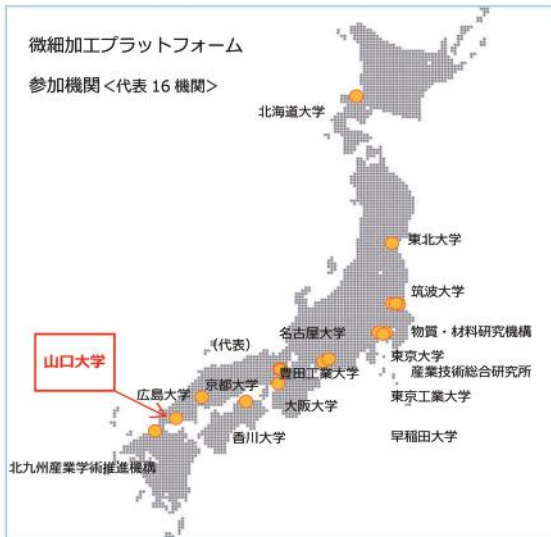 微細加工プラットフォーム
参加機関<代表 16 機関>
北海道大学
東北大学
筑波大学
物質・材料研究機構
名古屋大学
(代表)
東京大学
産業技術総合研究所
豊田工業大学
山口大学
京都大学
広島大学
東京工業大学
大阪大学
香川大学
早稲田大学
北九州産業学術推進機構